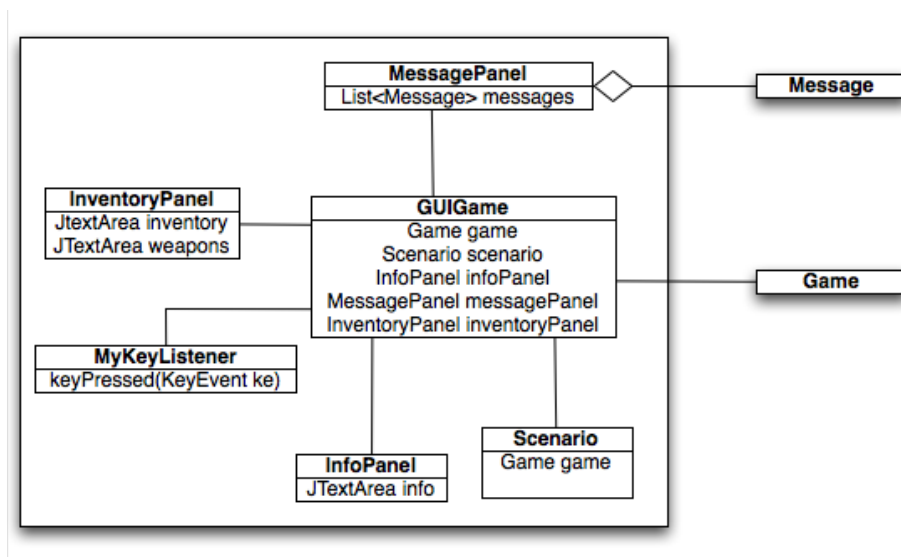 MessagePanel
List<Message> messages
Message
InventoryPanel
JtextArea inventory
JTextArea weapons
GUIGame
Game game
Scenario scenario
InfoPanel infoPanel
MessagePanel messagePanel
InventoryPanel inventoryPanel
Game
MyKeyListener
keyPressed(KeyEvent ke)
InfoPanel
JTextArea info
Scenario
Game game